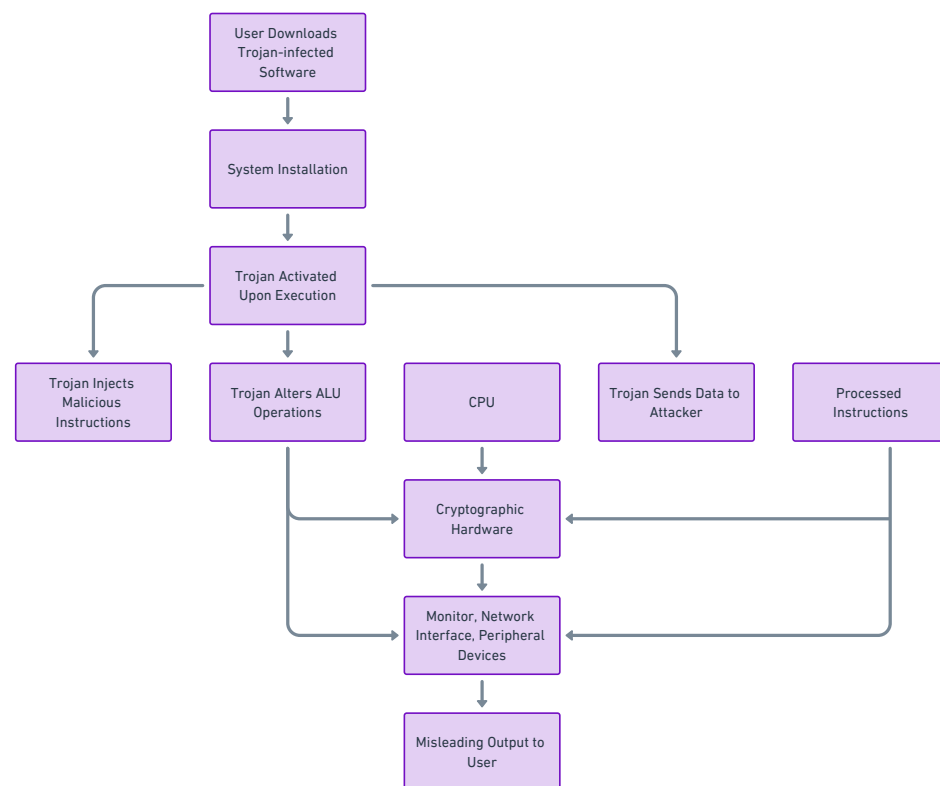 User Downloads
Trojan-infected
Software
System Installation
Trojan Activated
Upon Execution
Trojan Injects
Malicious
Instructions
Trojan Alters ALU
Operations
CPU
Trojan Sends Data to
Attacker
Processed
Instructions
Cryptographic
Hardware
Monitor, Network
Interface, Peripheral
Devices
Misleading Output to
User